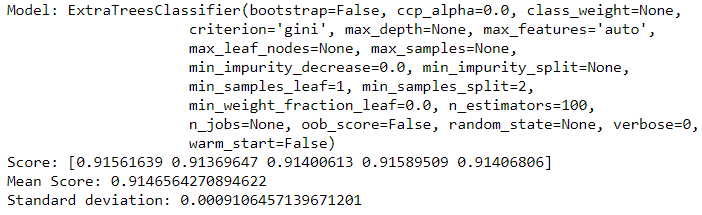 Model: ExtraTreesClassifier(bootstrap=False, ccp_alpha=0.0, class_weight=None,
criterion='gini', max_depth=None, max_features='auto',
max_leaf_nodes=None, max_samples=None,
min_impurity_decrease=0.0, min_impurity_split=None,
min_samples_leaf=1, min_samples_split=2,
min_weight_fraction_leaf=0.0, n_estimators=100,
n_jobs=None, oob_score=False, random_state=None, verbose=0,
warm_start=False)
Score: [0.91561639 0.91369647 0.91400613 0.91589509 0.91406806]
Mean Score: 0.9146564270894622
Standard deviation: 0.0009106457139671201